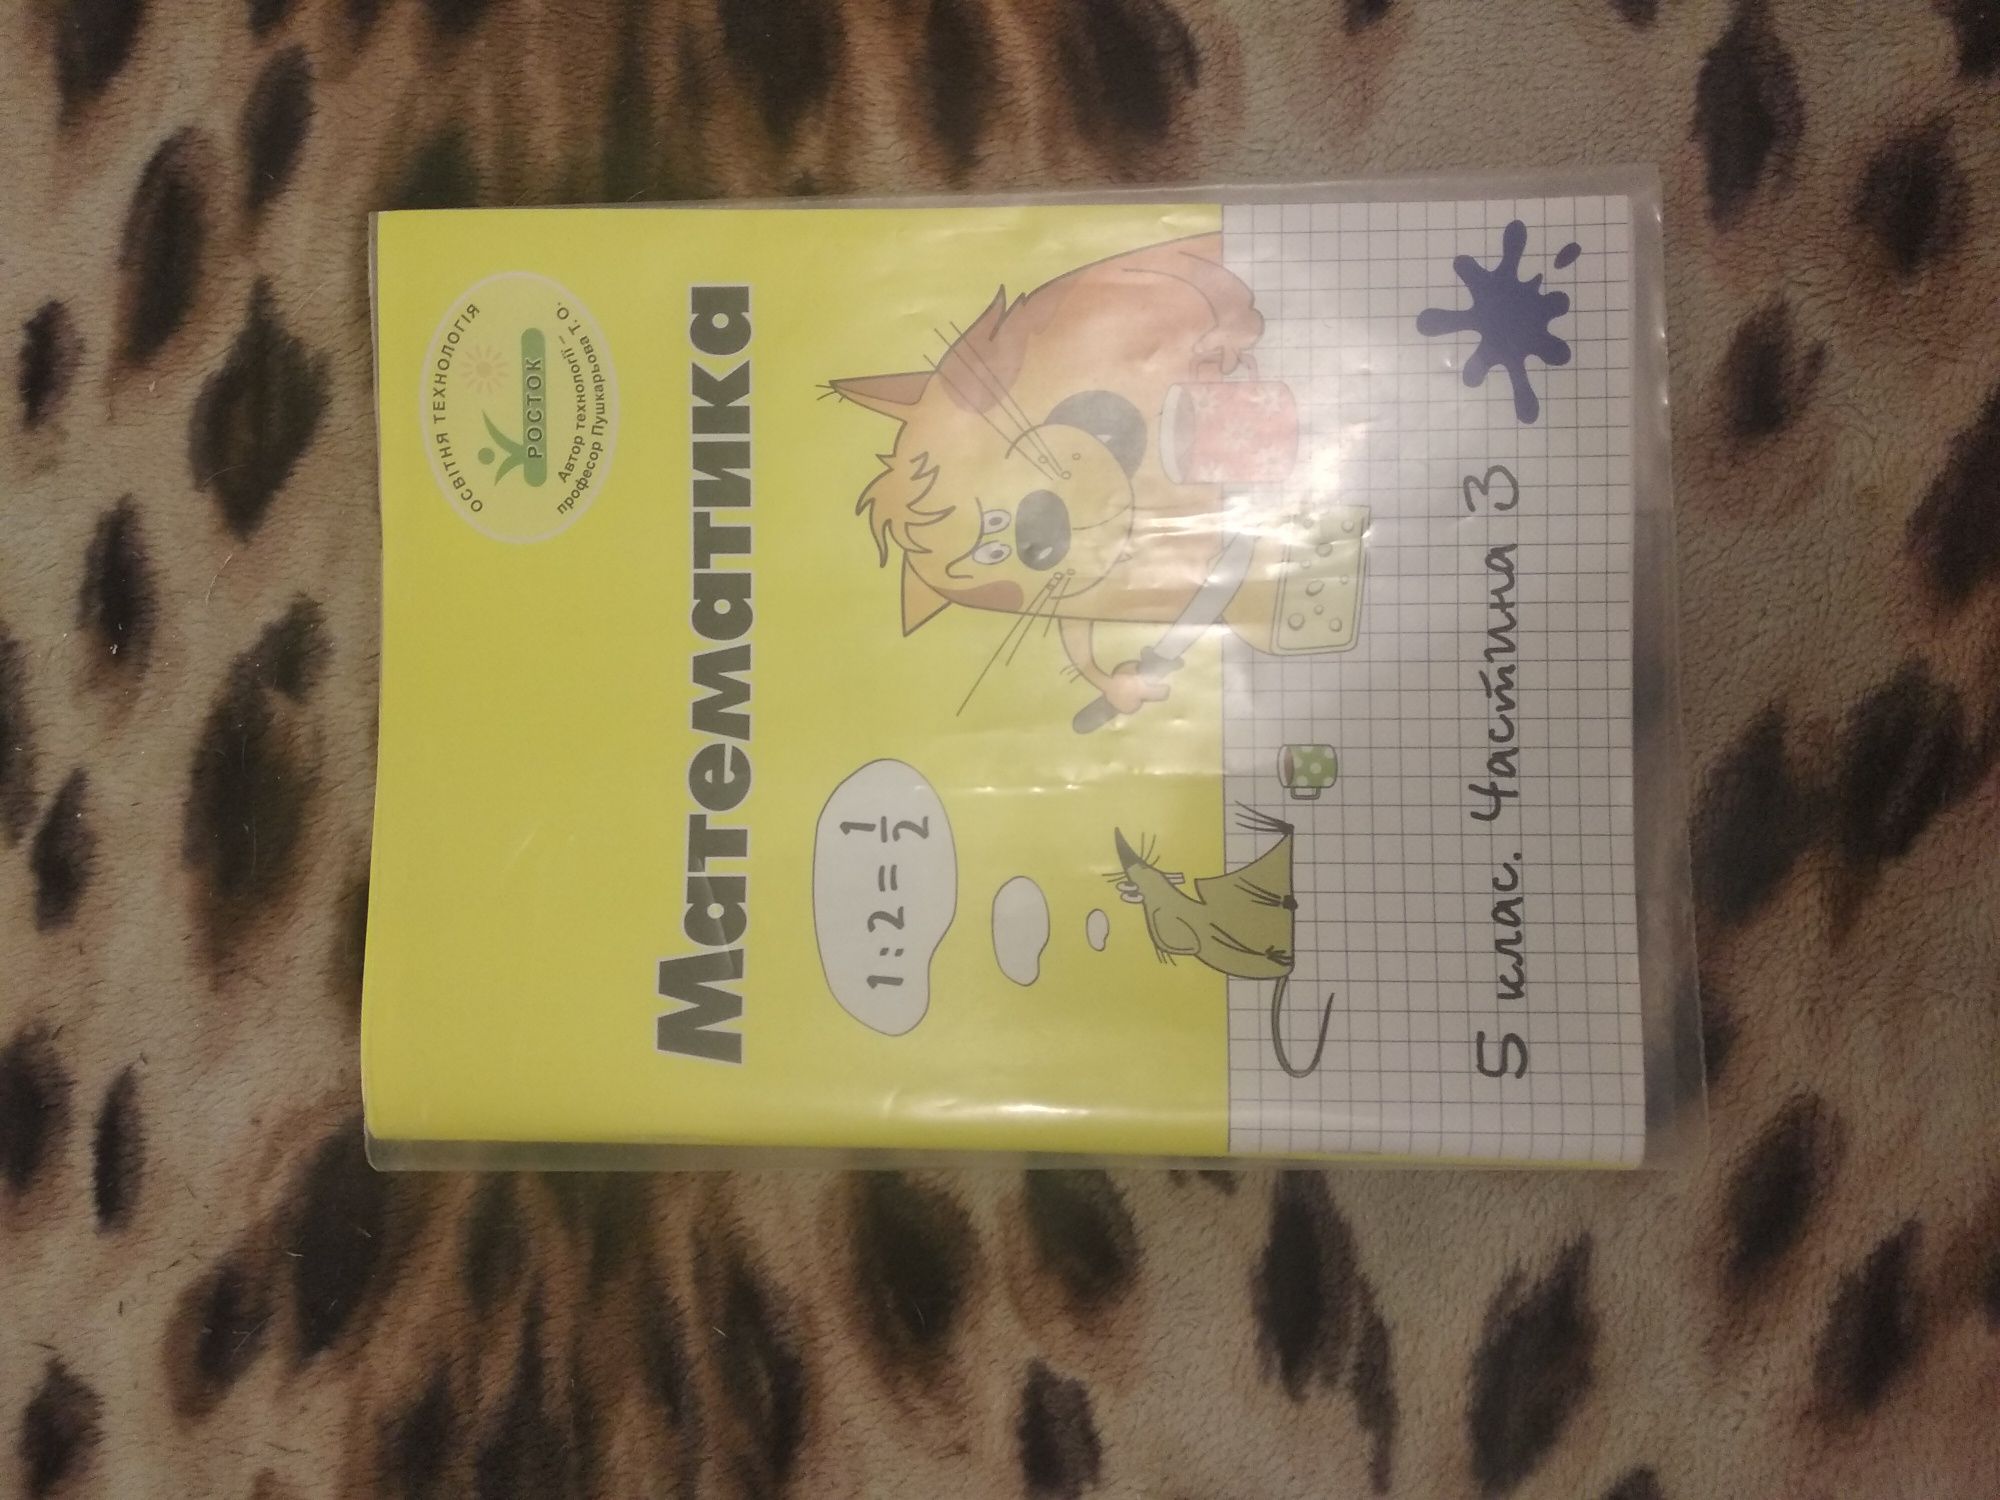 ОСВІТНЯ ТЕХНОЛОГІЯ
РОСТОК
Автор технології –
професор Пушкарьова Т. О.
Математика
1 : 2 = 1/2
5 клас. Частина 3